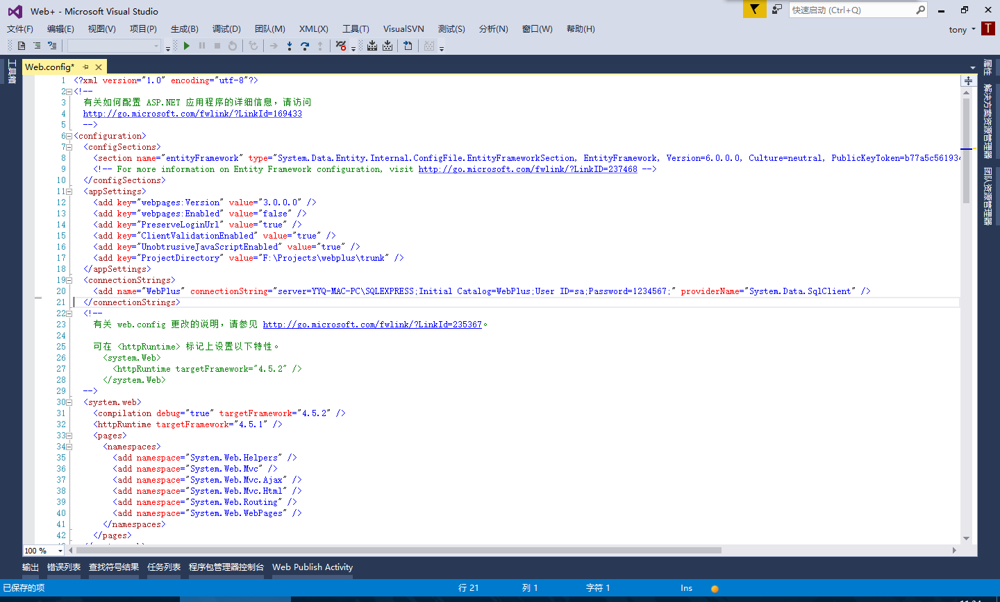 Web+ - Microsoft Visual Studio
快速启动 (Ctrl+Q)
文件(F) 编辑(E) 视图(V) 项目(P) 生成(B) 调试(D) 团队(M) XML(X) 工具(T) VisualSVN 测试(S) 分析(N) 窗口(W) 帮助(H)
tony T
工具箱
Web.config*
属性
解决方案资源管理器
团队资源管理器
1 <?xml version="1.0" encoding="utf-8"?>
2 <!--
3 有关如何配置 ASP.NET 应用程序的详细信息，请访问
4 http://go.microsoft.com/fwlink/?LinkId=169433
5 -->
6 <configuration>
7 <configSections>
8 <section name="entityFramework" type="System.Data.Entity.Internal.ConfigFile.EntityFrameworkSection, EntityFramework, Version=6.0.0.0, Culture=neutral, PublicKeyToken=b77a5c561934
9 <!-- For more information on Entity Framework configuration, visit http://go.microsoft.com/fwlink/?LinkID=237468 -->
10 </configSections>
11 <appSettings>
12 <add key="webpages:Version" value="3.0.0.0" />
13 <add key="webpages:Enabled" value="false" />
14 <add key="PreserveLoginUrl" value="true" />
15 <add key="ClientValidationEnabled" value="true" />
16 <add key="UnobtrusiveJavaScriptEnabled" value="true" />
17 <add key="ProjectDirectory" value="F:\Projects\webplus\trunk" />
18 </appSettings>
19 <connectionStrings>
20 <add name="WebPlus" connectionString="server=YYQ-MAC-PC\SQLEXPRESS;Initial Catalog=WebPlus;User ID=sa;Password=1234567;" providerName="System.Data.SqlClient" />
21 </connectionStrings>
22 <!--
23 有关 web.config 更改的说明，请参见 http://go.microsoft.com/fwlink/?LinkId=235367。
24
25 可在 <httpRuntime> 标记上设置以下特性。
26 <system.Web>
27 <httpRuntime targetFramework="4.5.2" />
28 </system.Web>
29 -->
30 <system.web>
31 <compilation debug="true" targetFramework="4.5.2" />
32 <httpRuntime targetFramework="4.5.1" />
33 <pages>
34 <namespaces>
35 <add namespace="System.Web.Helpers" />
36 <add namespace="System.Web.Mvc" />
37 <add namespace="System.Web.Mvc.Ajax" />
38 <add namespace="System.Web.Mvc.Html" />
39 <add namespace="System.Web.Routing" />
40 <add namespace="System.Web.WebPages" />
41 </namespaces>
42 </pages>
100 %
输出 错误列表 查找符号结果 任务列表 程序包管理器控制台 Web Publish Activity
已保存的项 行 21 列 1 字符 1 Ins